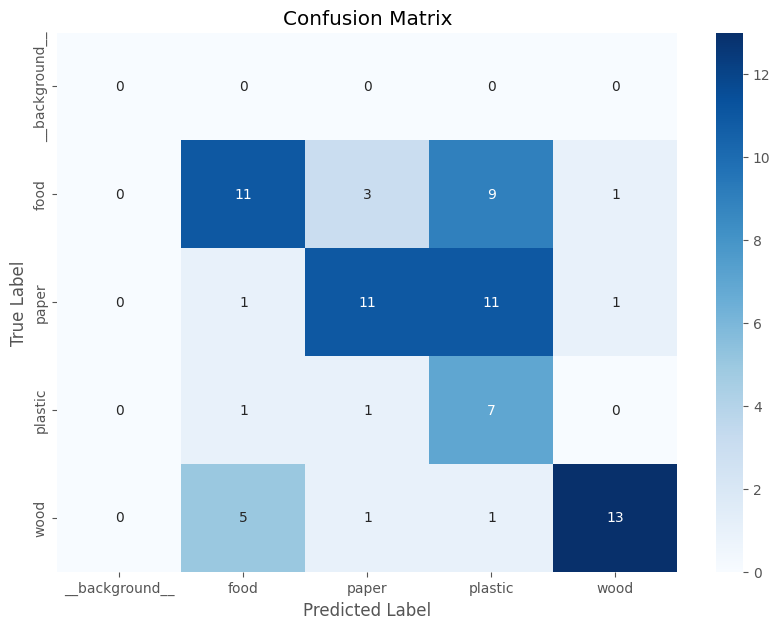 Confusion Matrix
__background__ 0 0 0 0 0
food 0 11 3 9 1
paper 0 1 11 11 1
plastic 0 1 1 7 0
wood 0 5 1 1 13
__background__ food paper plastic wood
Predicted Label
True Label
12
10
8
6
4
2
0